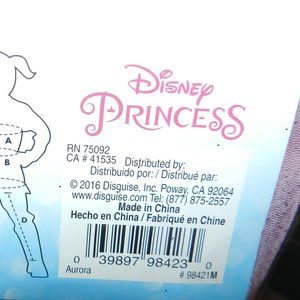 Disney
PRINCESS
A
B
D
RN 75092
CA # 41535 Distributed by:
Distribuido por: / Distribué par:
© 2016 Disguise, Inc. Poway, CA 92064
www.disguise.com Tel: (877) 875-2557
Made in China
Hecho en China / Fabriqué en Chine
0 39897 98423 0
Aurora # 98421M